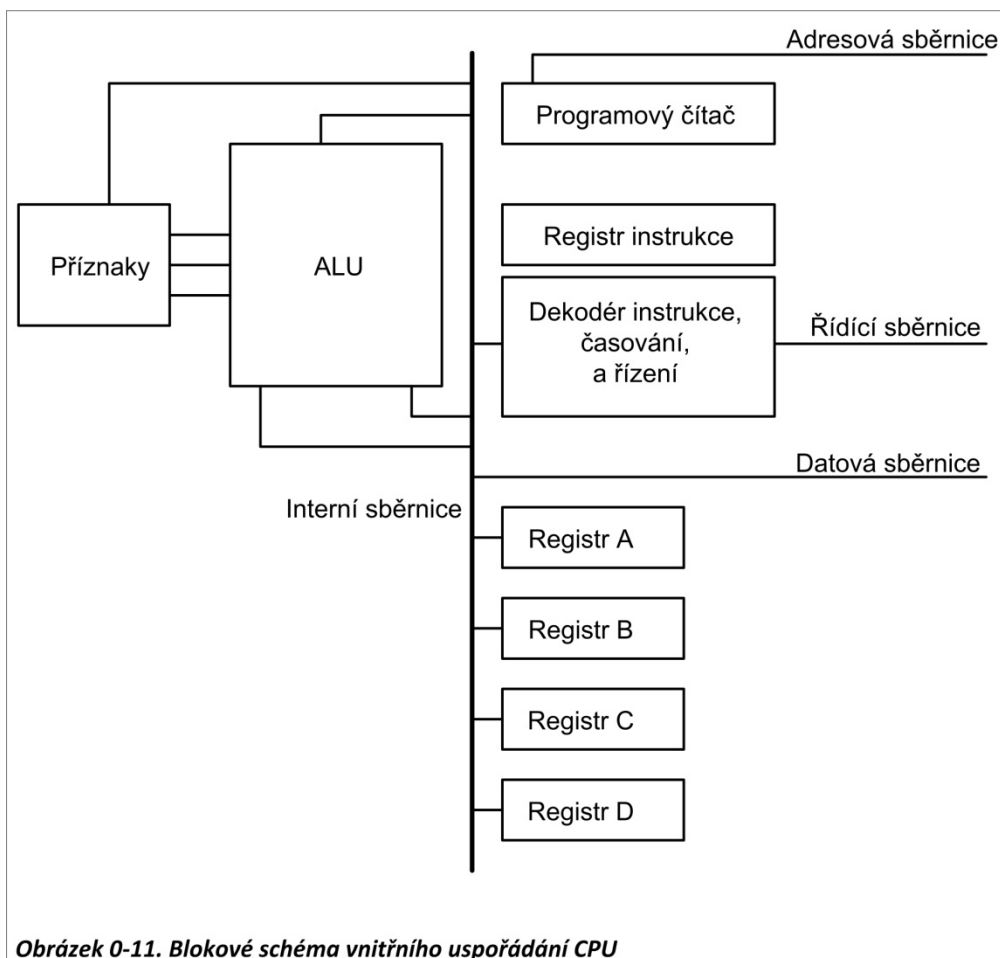 Adresová sběrnice
Programový čítač
Registr instrukce
Příznaky
ALU
Dekodér instrukce,
časování,
a řízení
Řídící sběrnice
Datová sběrnice
Interní sběrnice
Registr A
Registr B
Registr C
Registr D
Obrázek 0-11. Blokové schéma vnitřního uspořádání CPU